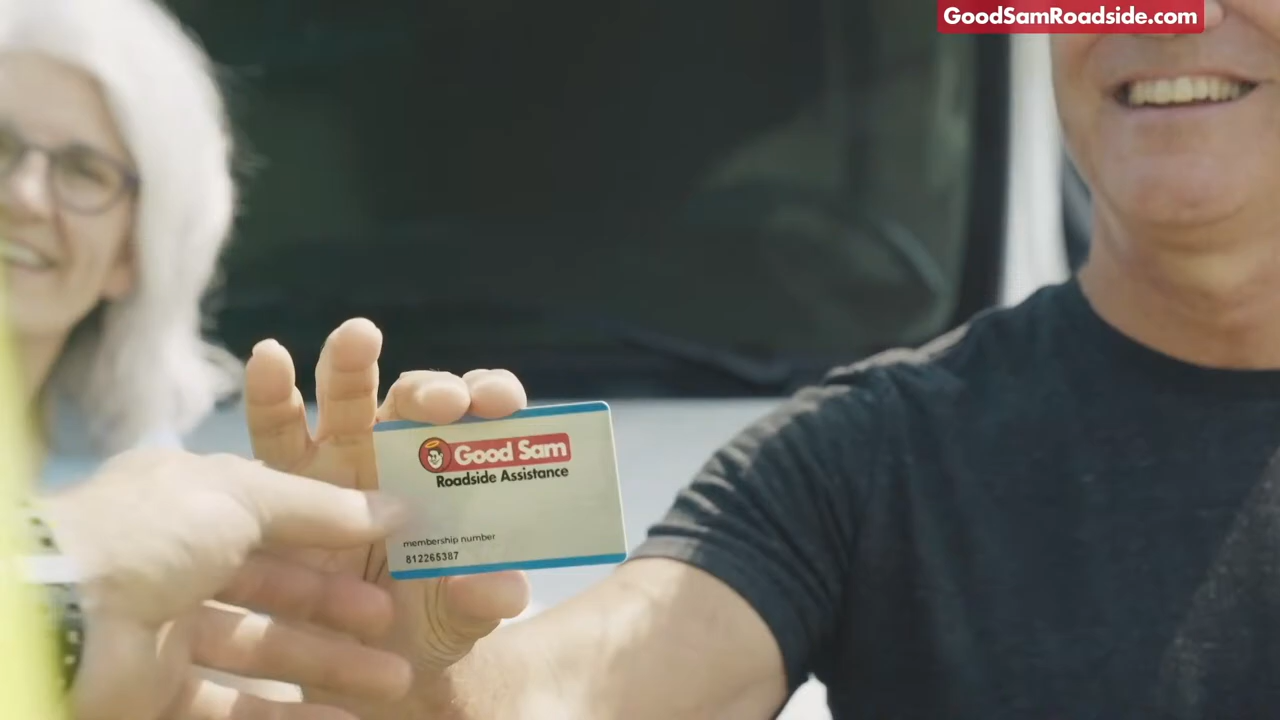 GoodSamRoadside.com
Good Sam
Roadside Assistance
membership number
812265387